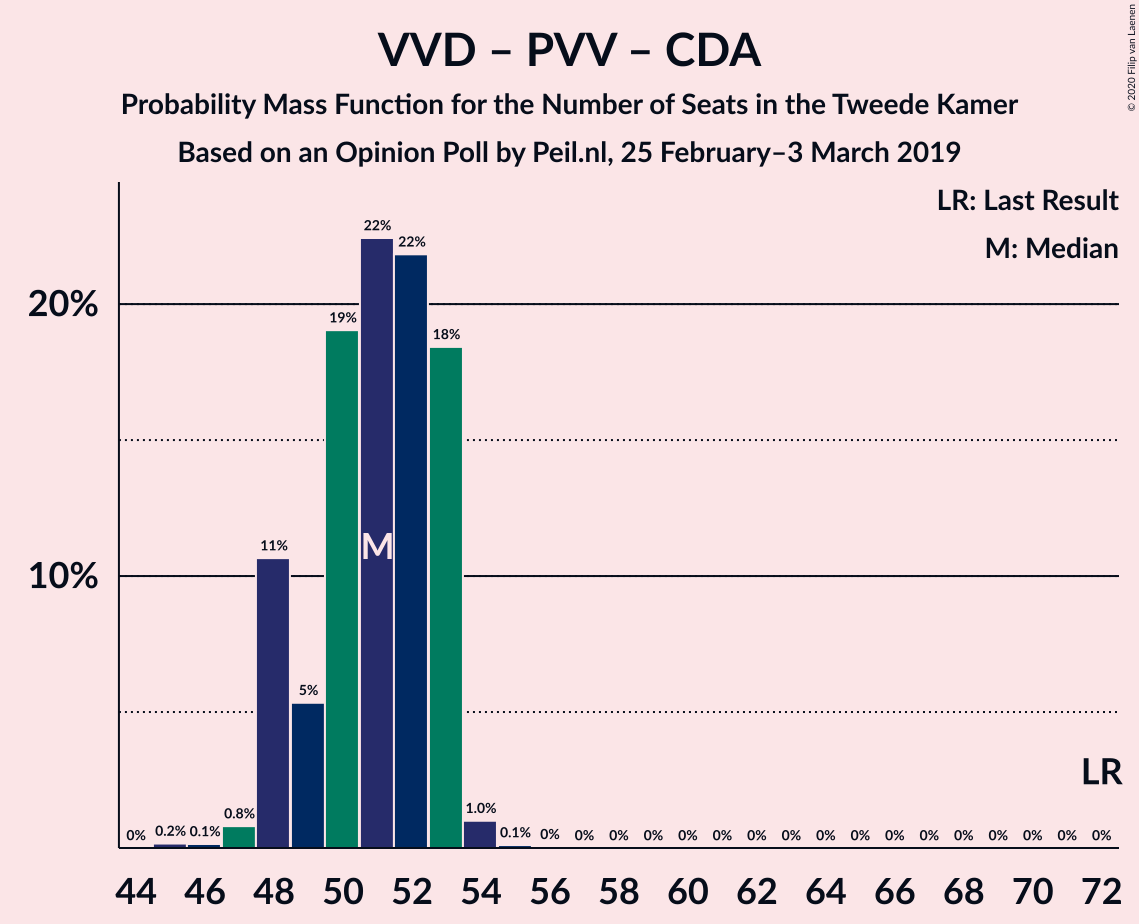 VVD – PVV – CDA
Probability Mass Function for the Number of Seats in the Tweede Kamer
Based on an Opinion Poll by Peil.nl, 25 February–3 March 2019
© 2020 Filip van Laenen
LR: Last Result
M: Median
20%
10%
0% 0.2% 0.1% 0.8% 11% 5% 19% 22% 22% 18% 1.0% 0.1% 0% 0% 0% 0% 0% 0% 0% 0% 0% 0% 0% 0% 0% 0% 0% 0% 0%
M
LR
44 46 48 50 52 54 56 58 60 62 64 66 68 70 72